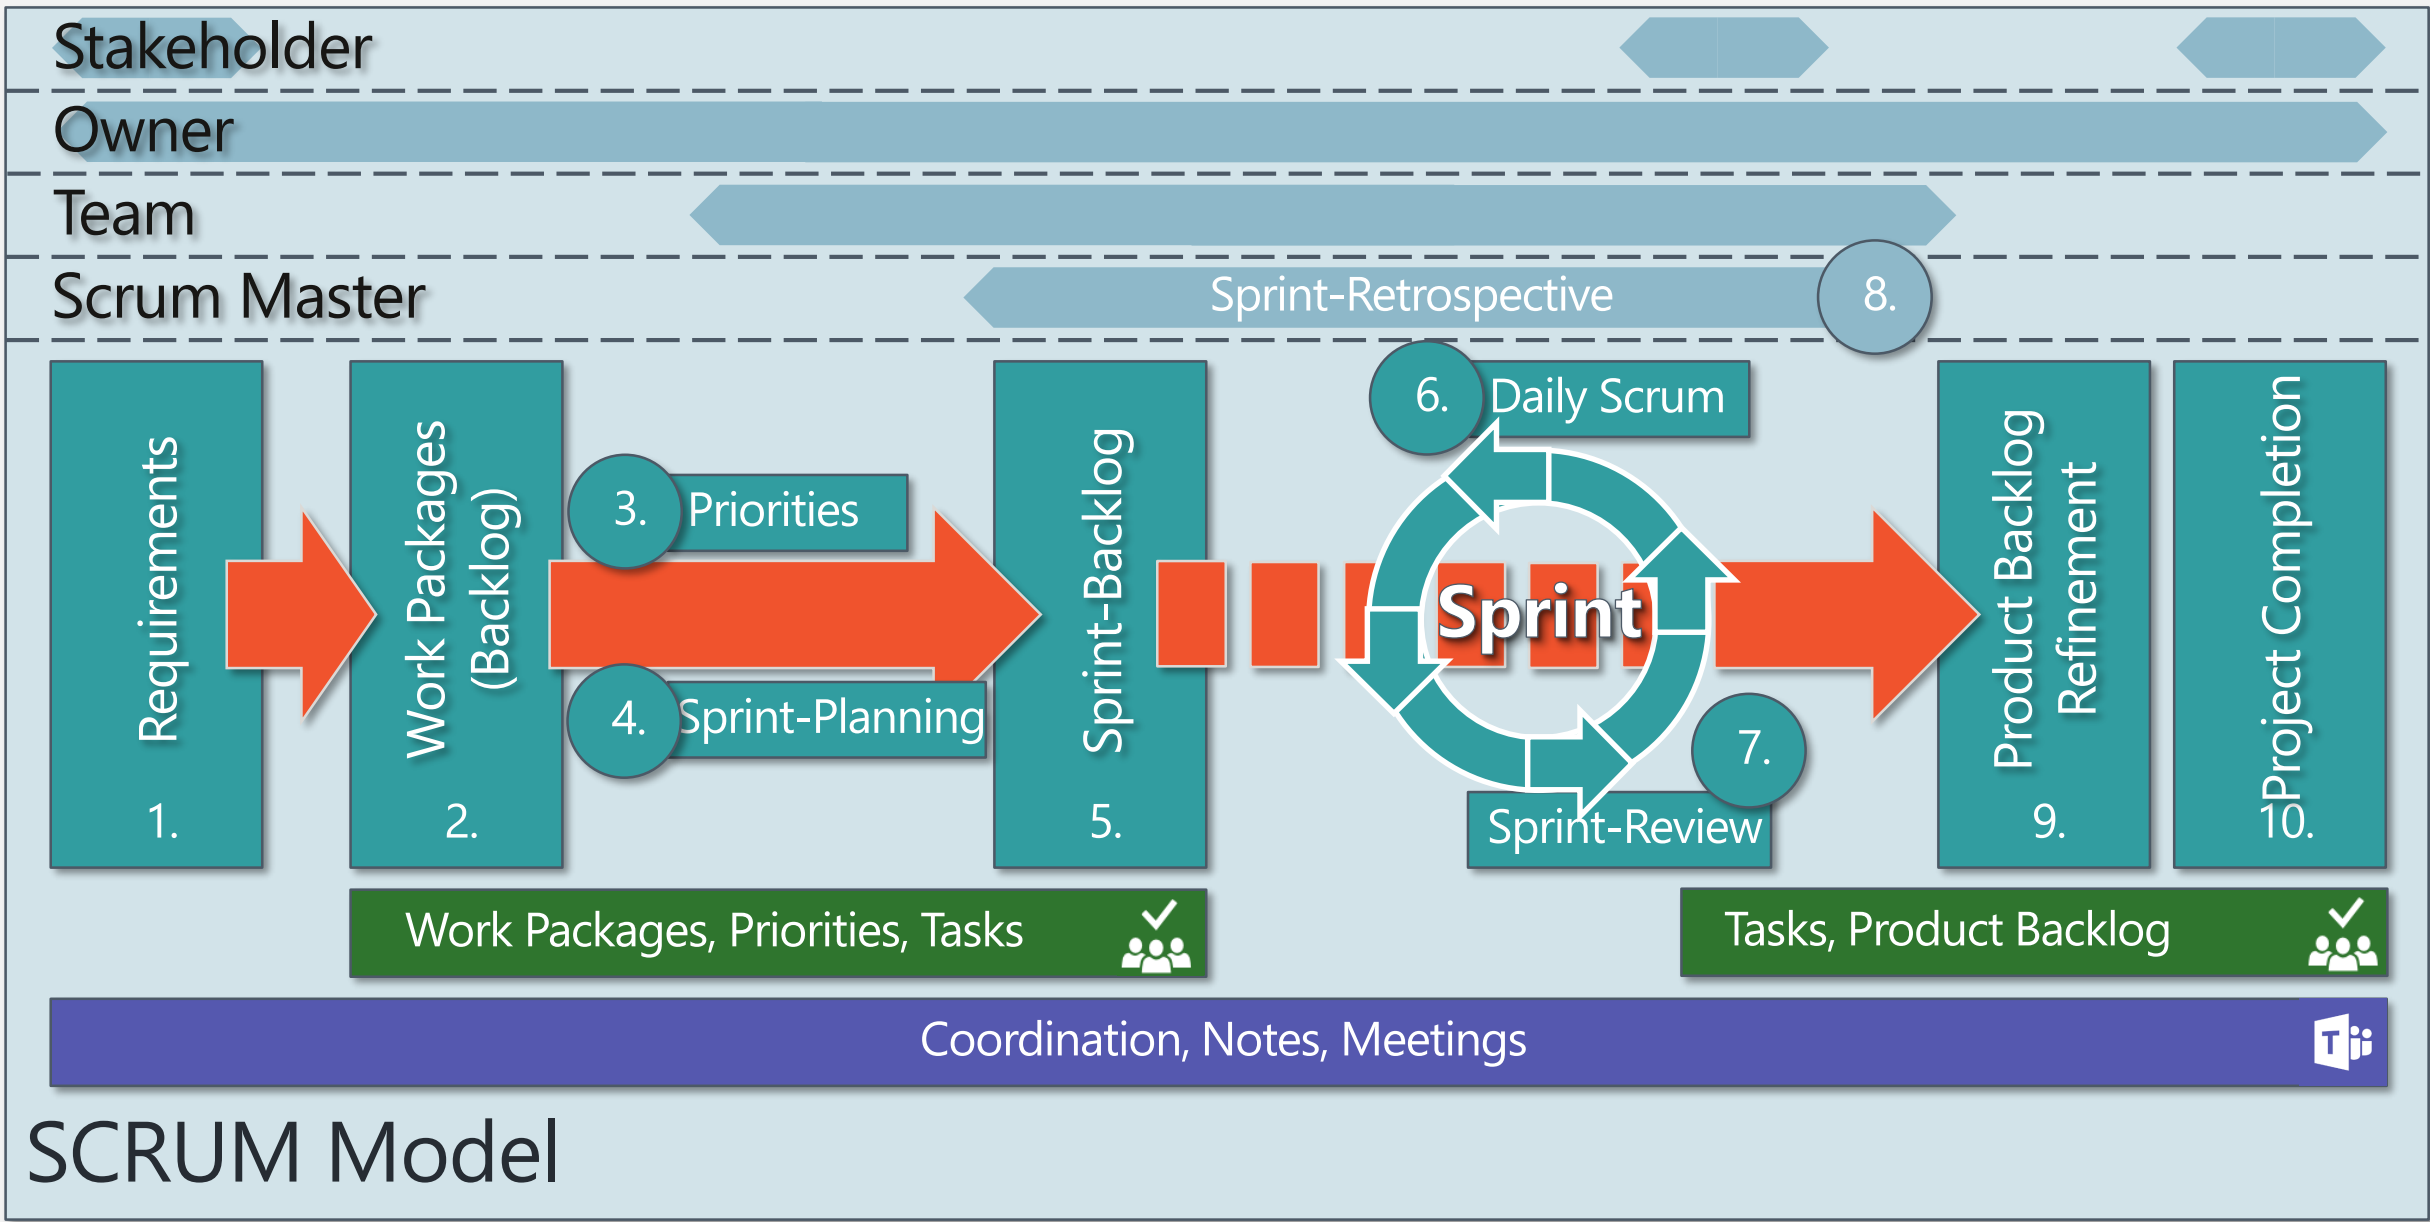 Stakeholder
Owner
Team
Scrum Master
Sprint-Retrospective
8.
Requirements
1.
Work Packages
(Backlog)
2.
3.
Priorities
4.
Sprint-Planning
Sprint-Backlog
5.
6.
Daily Scrum
Sprint
7.
Sprint-Review
Product Backlog
Refinement
9.
Project Completion
10.
Work Packages, Priorities, Tasks
Tasks, Product Backlog
Coordination, Notes, Meetings
T
SCRUM Model